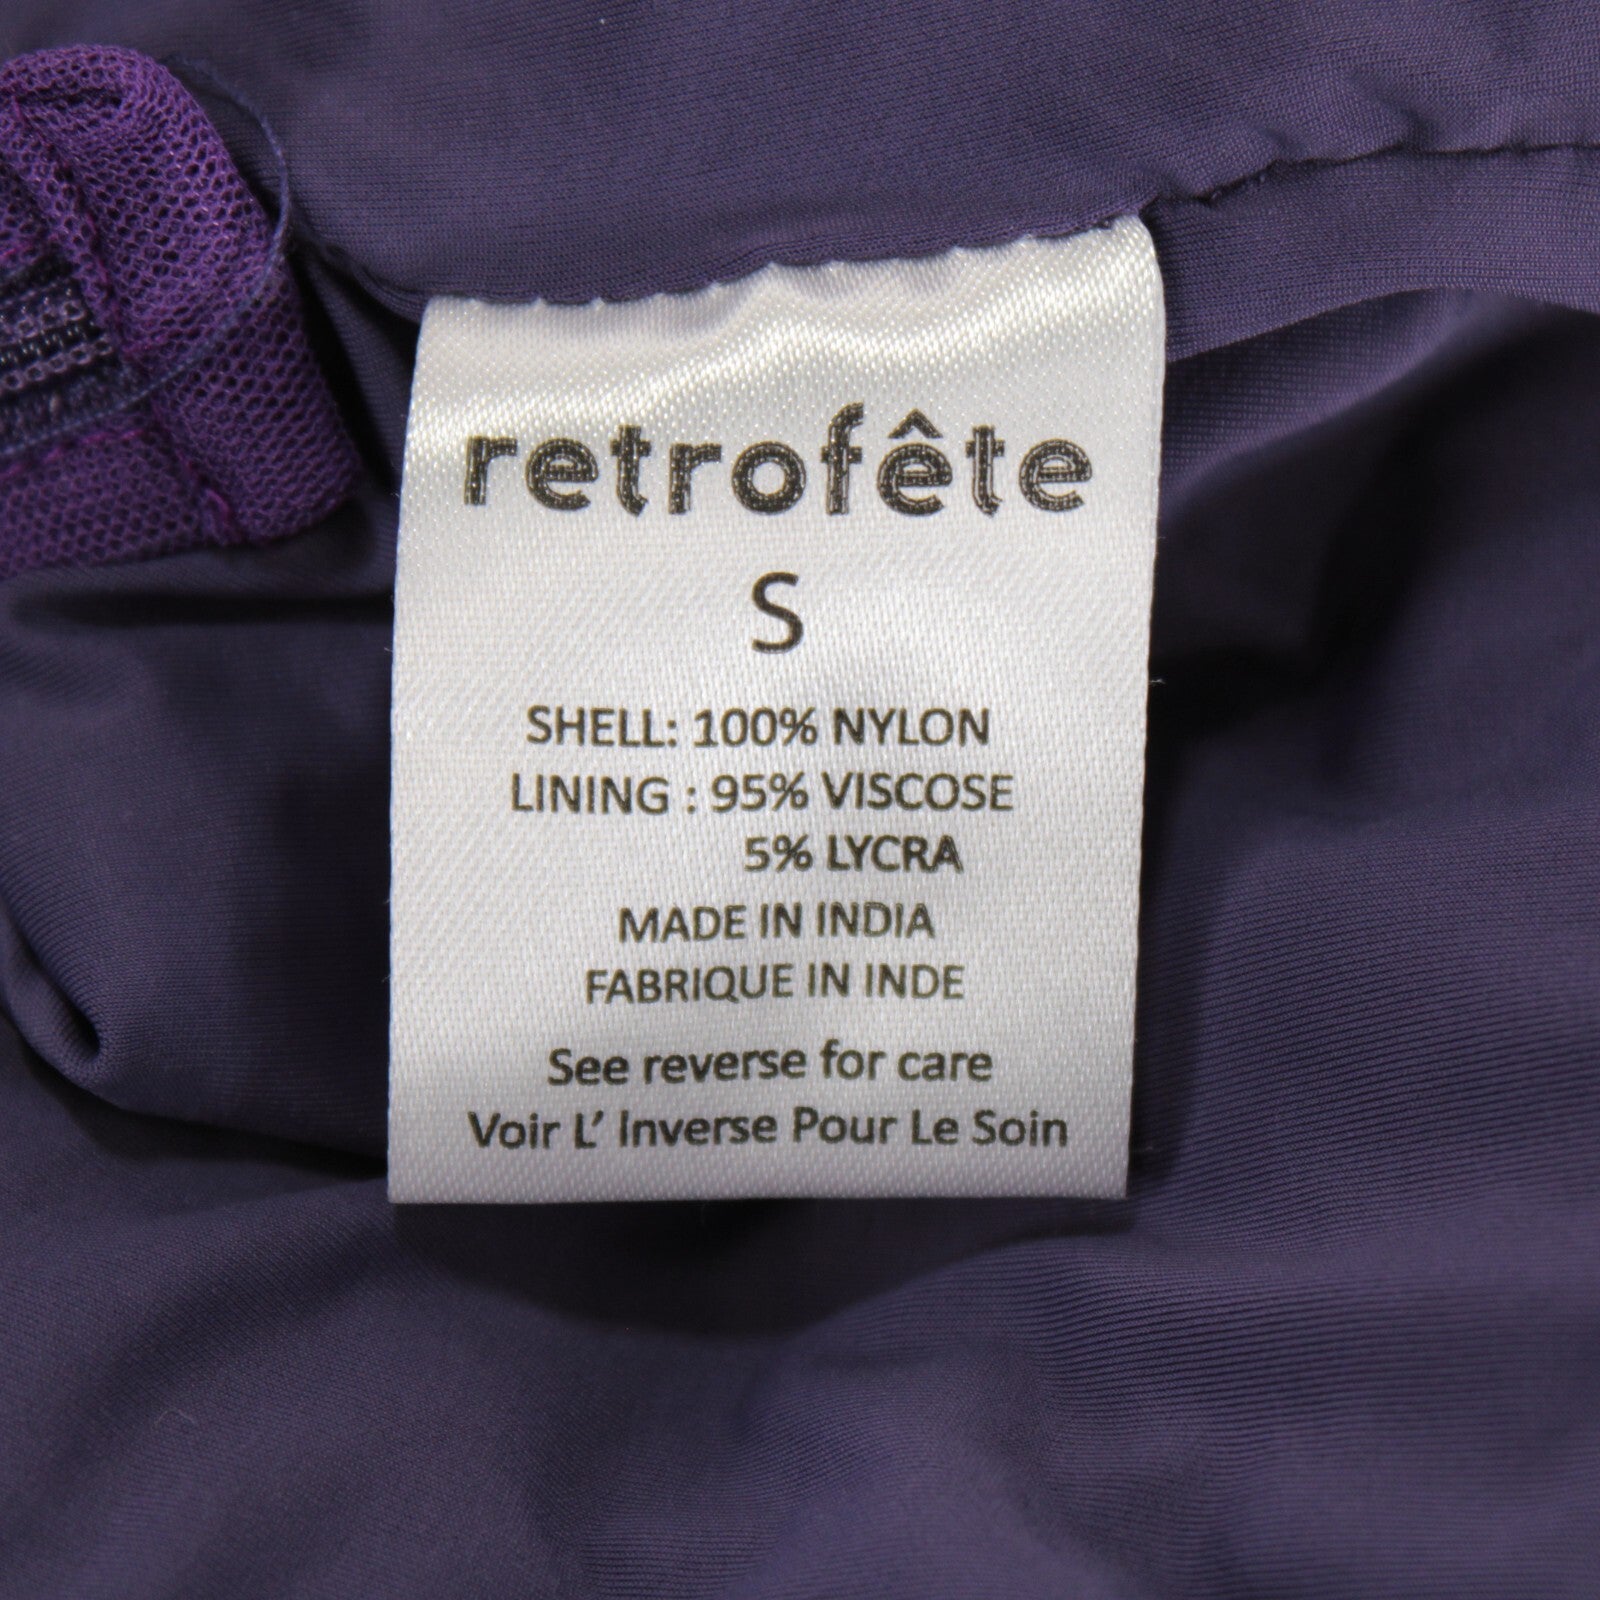 retrofête
S
SHELL: 100% NYLON
LINING : 95% VISCOSE
5% LYCRA
MADE IN INDIA
FABRIQUE IN INDE
See reverse for care
Voir L’ Inverse Pour Le Soin